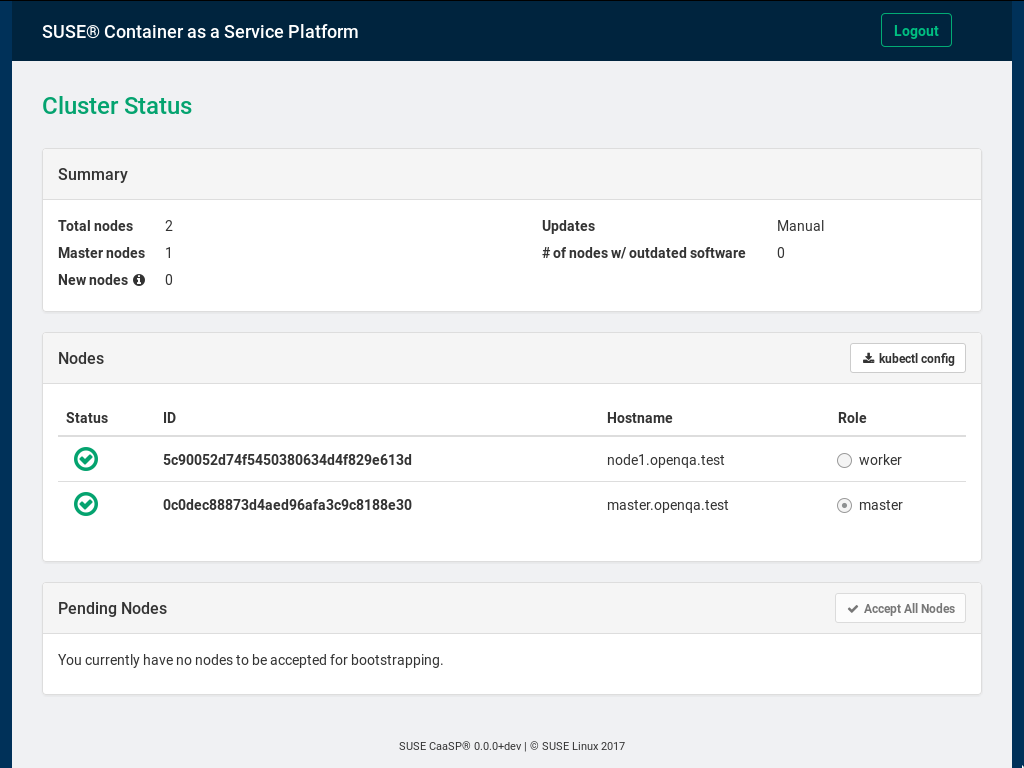 SUSE® Container as a Service Platform
Logout
Cluster Status
Summary
Total nodes 2
Updates Manual
Master nodes 1
# of nodes w/ outdated software 0
New nodes 0
Nodes
kubectl config
Status ID Hostname Role
5c90052d74f5450380634d4f829e613d node1.openqa.test worker
0c0dec88873d4aed96afa3c9c8188e30 master.openqa.test master
Pending Nodes
Accept All Nodes
You currently have no nodes to be accepted for bootstrapping.
SUSE CaaSP® 0.0.0+dev | © SUSE Linux 2017